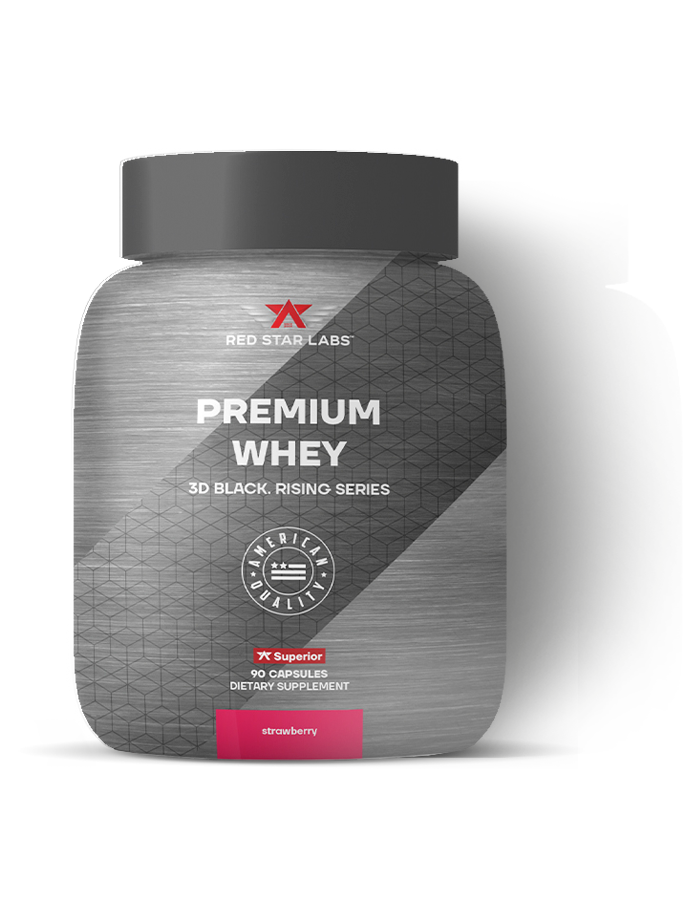 RED STAR LABS™
PREMIUM
WHEY
3D BLACK. RISING SERIES
AMERICAN
QUALITY
Superior
90 CAPSULES
DIETARY SUPPLEMENT
strawberry